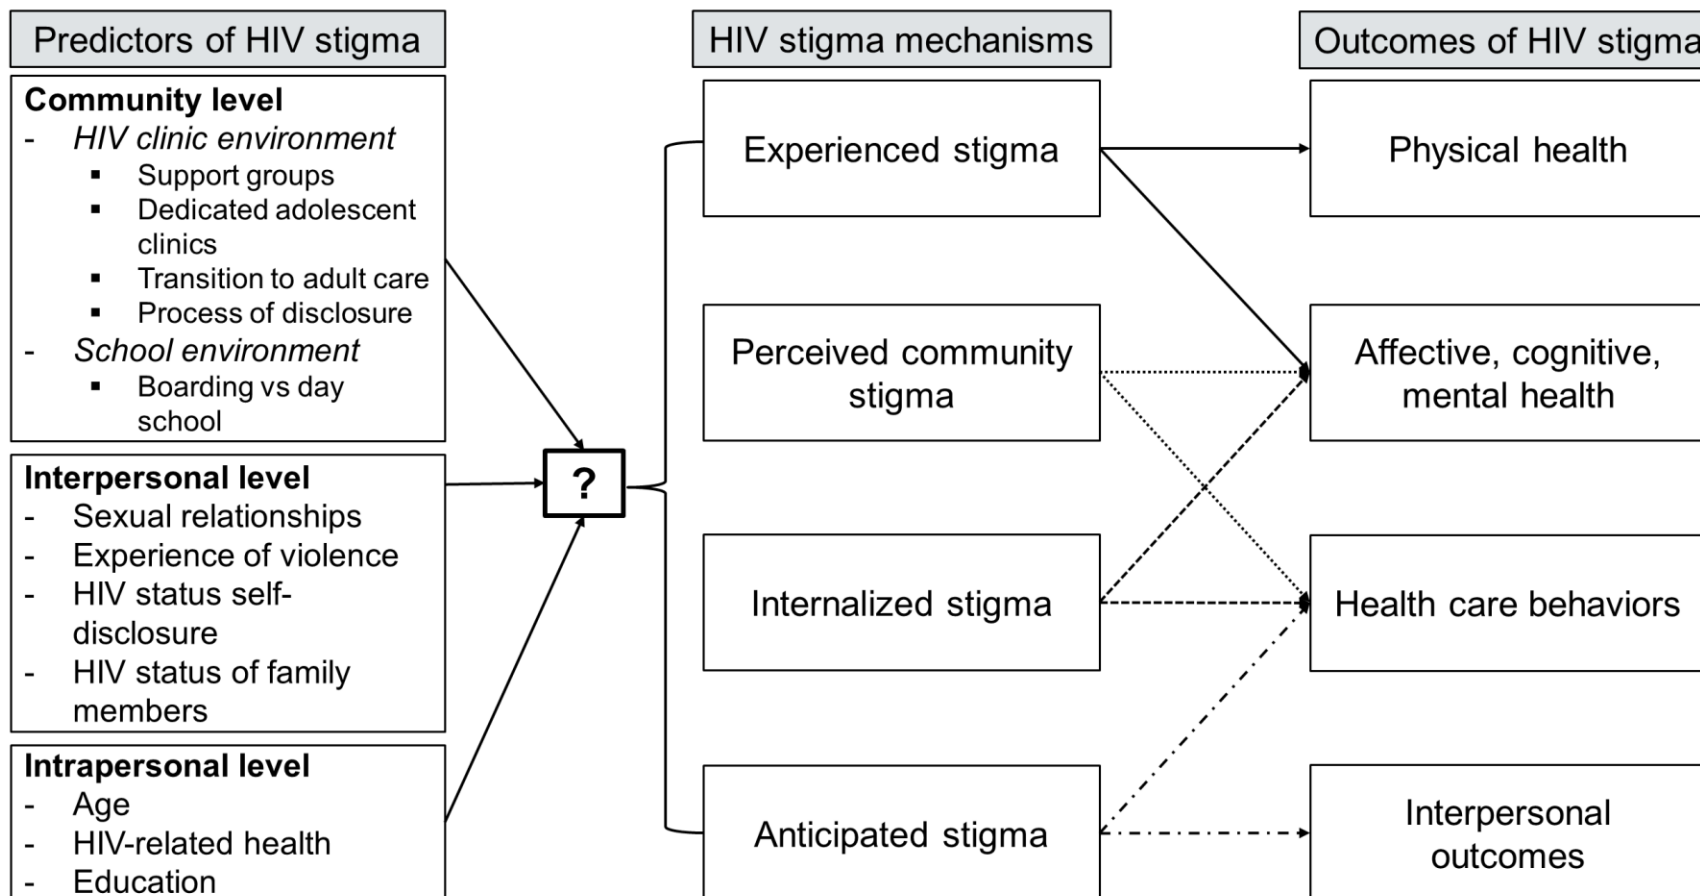 Predictors of HIV stigma
Community level
- HIV clinic environment
▪ Support groups
▪ Dedicated adolescent
clinics
▪ Transition to adult care
▪ Process of disclosure
- School environment
▪ Boarding vs day
school
Interpersonal level
- Sexual relationships
- Experience of violence
- HIV status self-
disclosure
- HIV status of family
members
Intrapersonal level
- Age
- HIV-related health
- Education
?
HIV stigma mechanisms
Experienced stigma
Perceived community
stigma
Internalized stigma
Anticipated stigma
Outcomes of HIV stigma
Physical health
Affective, cognitive,
mental health
Health care behaviors
Interpersonal
outcomes